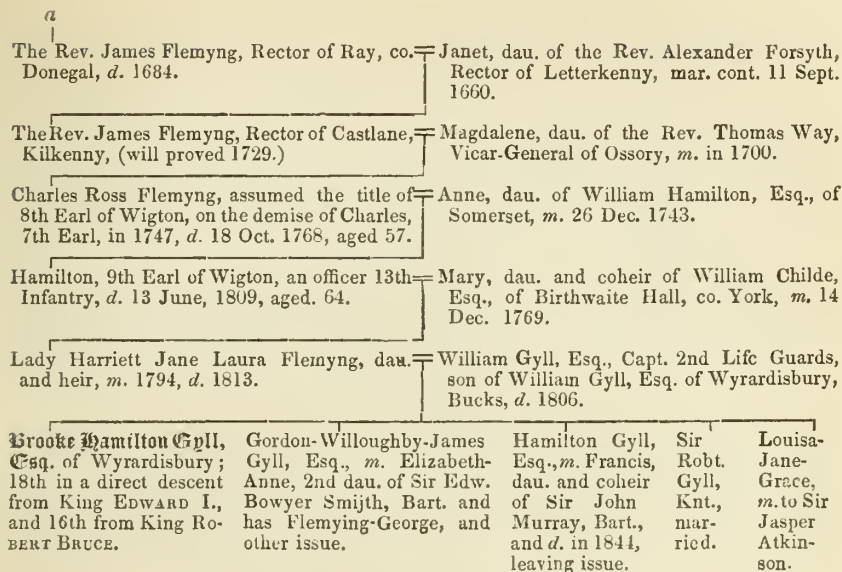 a
The Rev. James Flemyng, Rector of Ray, co.
Donegal, d. 1684.
Janet, dau. of the Rev. Alexander Forsyth,
Rector of Letterkenny, mar. cont. 11 Sept.
1660.
The Rev. James Flemyng, Rector of Castlane,
Kilkenny, (will proved 1729.)
Magdalene, dau. of the Rev. Thomas Way,
Vicar-General of Ossory, m. in 1700.
Charles Ross Flemyng, assumed the title of
8th Earl of Wigton, on the demise of Charles,
7th Earl, in 1747, d. 18 Oct. 1768, aged 57.
Anne, dau. of William Hamilton, Esq., of
Somerset, m. 26 Dec. 1743.
Hamilton, 9th Earl of Wigton, an officer 13th
Infantry, d. 13 June, 1809, aged. 64.
Mary, dau. and coheir of William Childe,
Esq., of Birthwaite Hall, co. York, m. 14
Dec. 1769.
Lady Harriett Jane Laura Flemyng, dau.
and heir, m. 1794, d. 1813.
William Gyll, Esq., Capt. 2nd Life Guards,
son of William Gyll, Esq. of Wyrardisbury,
Bucks, d. 1806.
Brooke Hamilton Gyll,
Esq. of Wyrardisbury;
18th in a direct descent
from King EDWARD I.,
and 16th from King RO-
BERT BRUCE.
Gordon-Willoughby-James
Gyll, Esq., m. Elizabeth-
Anne, 2nd dau. of Sir Edw.
Bowyer Smijth, Bart. and
has Flemying-George, and
other issue.
Hamilton Gyll,
Esq., m. Francis,
dau. and coheir
of Sir John
Murray, Bart.,
and d. in 1844,
leaving issue.
Sir
Robt.
Gyll,
Knt.,
mar-
ried.
Louisa-
Jane-
Grace,
m. to Sir
Jasper
Atkin-
son.